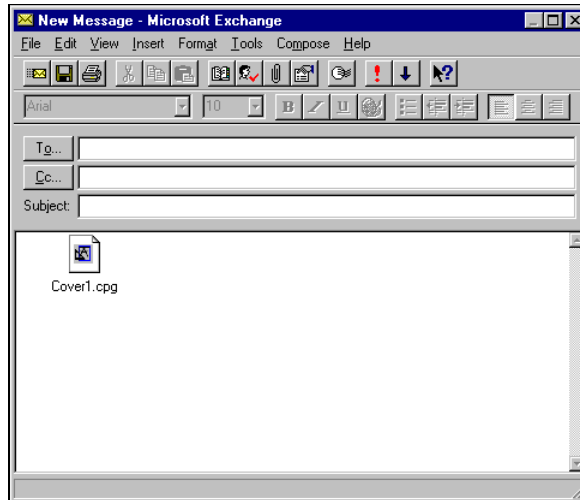 New Message - Microsoft Exchange
File Edit View Insert Format Tools Compose Help
Arial 10 B I U
To...
Cc...
Subject:
Cover1.cpg